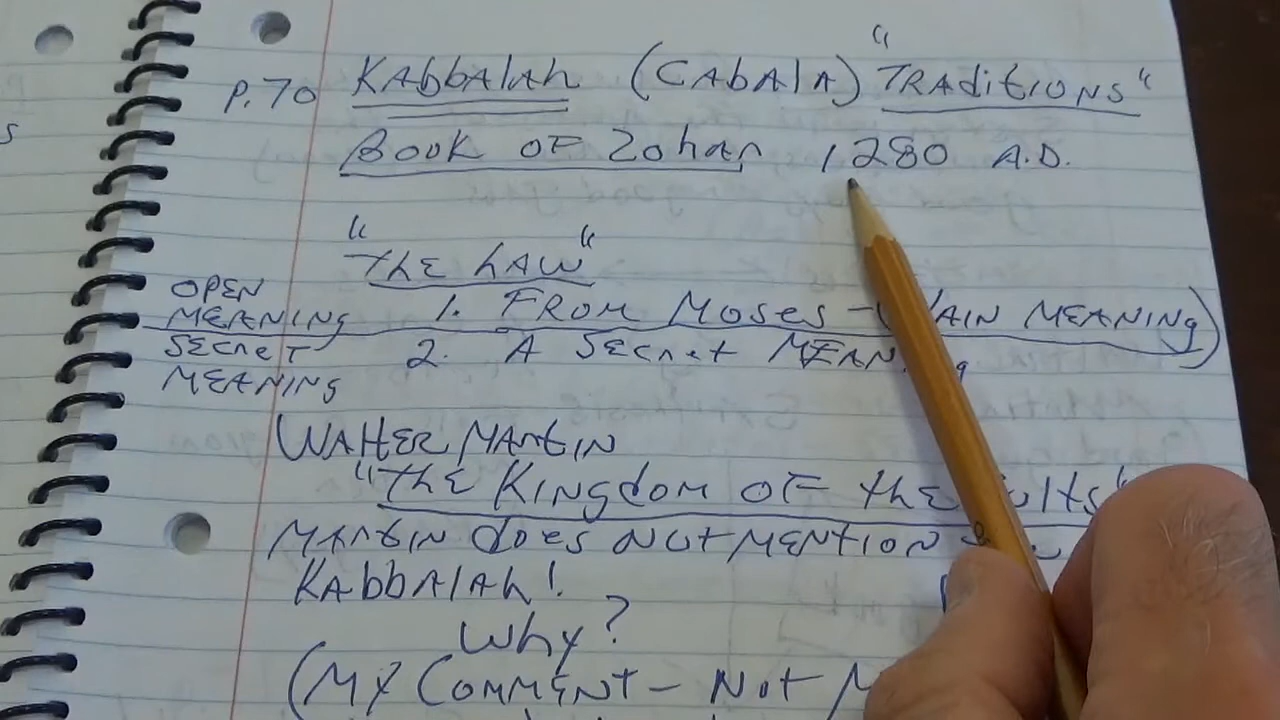 P.70 Kabbalah (Cabala) "Traditions"
Book of Zohar 1280 A.D.
"The Law"
Open
Meaning 1. From Moses - Meaning)
Secret 2. A Secret
Meaning
Walter Martin
"The Kingdom of the
Martin does not mention
Kabbalah!
Why?
(My Comment - Not
s